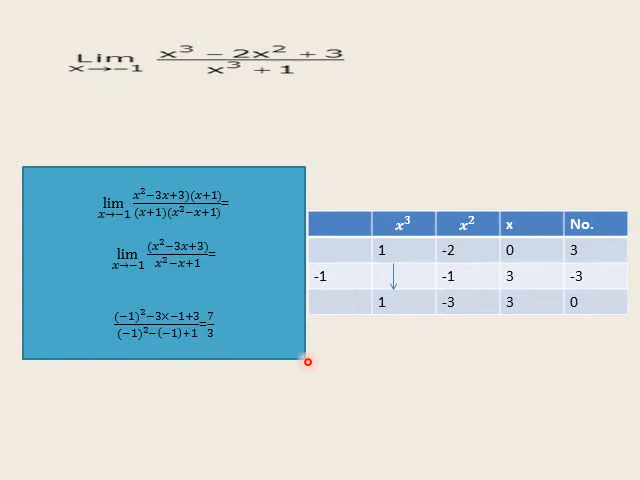 Lim x³ − 2x² + 3
x→−1 x³ + 1
lim x²−3x+3)(x+1)=
x→−1 (x+1)(x²−x+1)
lim (x²−3x+3)=
x→−1 x²−x+1
(−1)²−3×−1+3=7
(−1)²−(−1)+1 3
x³ x² x No.
1 -2 0 3
-1 ↓ -1 3 -3
1 -3 3 0